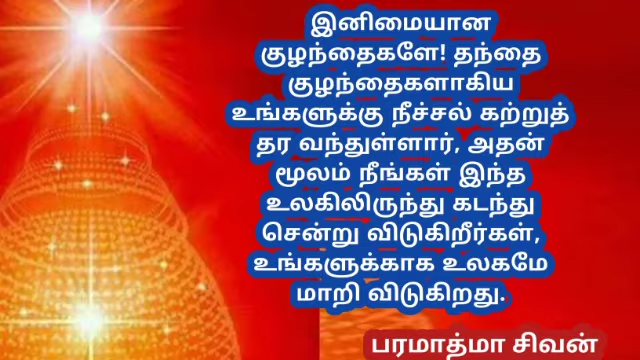 இனிமையான
குழந்தைகளே! தந்தை
குழந்தைகளாகிய
உங்களுக்கு நீச்சல் கற்றுத்
தர வந்துள்ளார், அதன்
மூலம் நீங்கள் இந்த
உலகிலிருந்து கடந்து
சென்று விடுகிறீர்கள்,
உங்களுக்காக உலகமே
மாறி விடுகிறது.
பரமாத்மா சிவன்